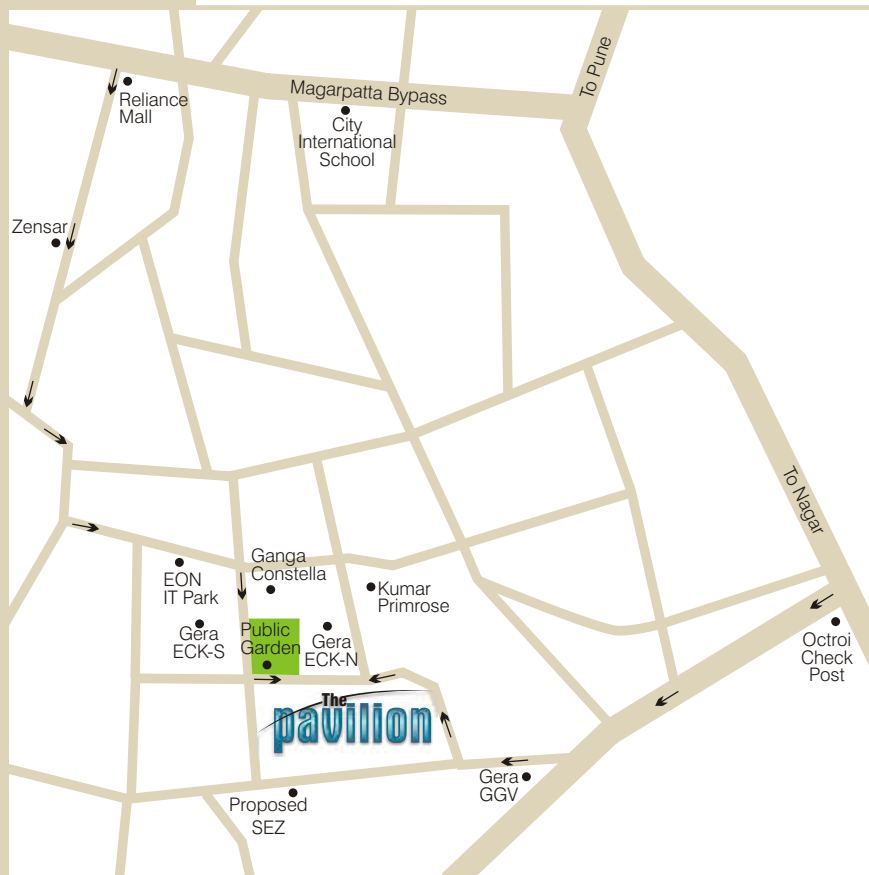 To Pune
Magarpatta Bypass
Reliance
Mall
City
International
School
Zensar
To Nagar
Ganga
Constella
EON
IT Park
Kumar
Primrose
Gera
ECK-S
Public
Garden
Gera
ECK-N
Octroi
Check
Post
The
pavilion
Gera
GGV
Proposed
SEZ